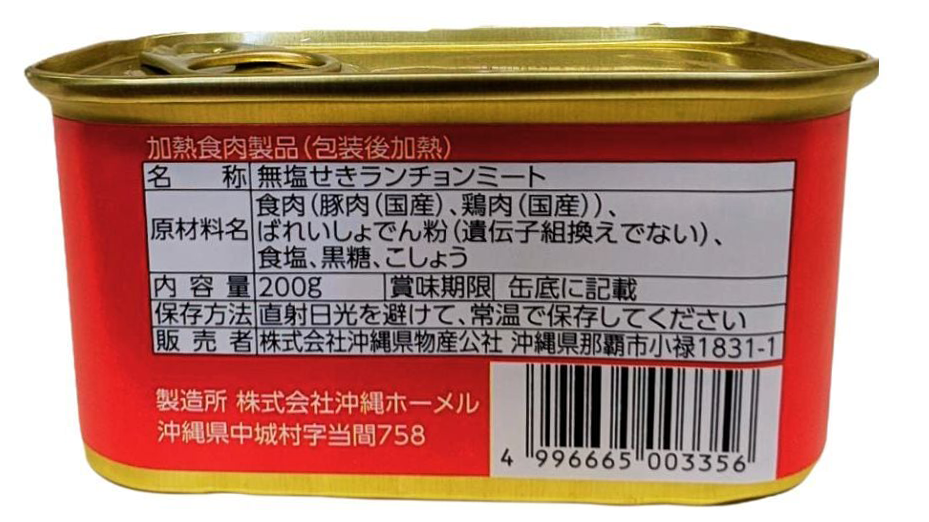 加熱食肉製品(包装後加熱)
名 称 無塩せきランチョンミート
原材料名 食肉(豚肉(国産)、鶏肉(国産))、
ばれいしょでん粉(遺伝子組換えでない)、
食塩、黒糖、こしょう
内容量 200g 賞味期限 缶底に記載
保存方法 直射日光を避けて、常温で保存してください
販売者 株式会社沖縄県物産公社 沖縄県那覇市小禄1831-1
製造所 株式会社沖縄ホーメル
沖縄県中城村字当間758
4 996665 003356